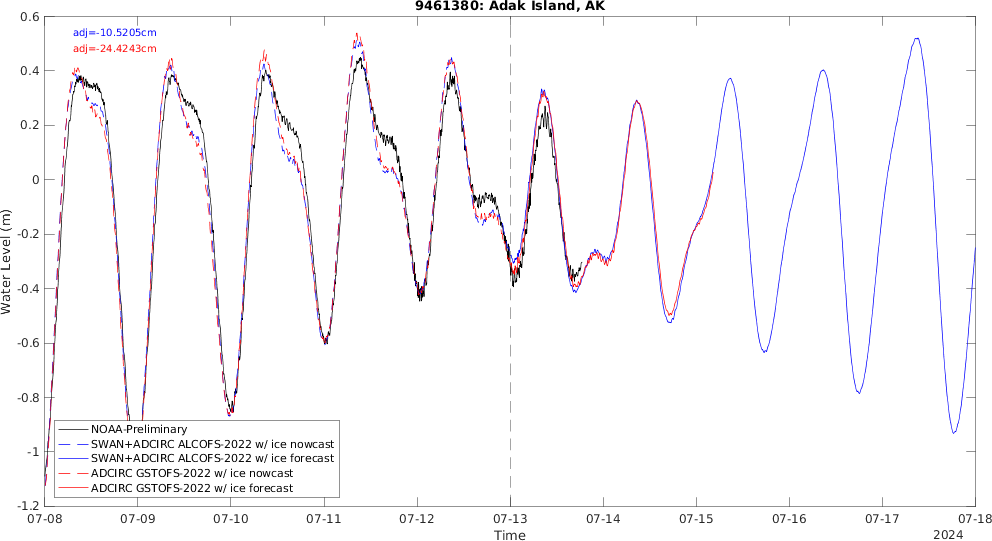 9461380: Adak Island, AK
adj=-10.5205cm
adj=-24.4243cm
0.6
0.4
0.2
0
-0.2
-0.4
-0.6
-0.8
-1
-1.2
Water Level (m)
NOAA-Preliminary
SWAN+ADCIRC ALCOFS-2022 w/ ice nowcast
SWAN+ADCIRC ALCOFS-2022 w/ ice forecast
ADCIRC GSTOFS-2022 w/ ice nowcast
ADCIRC GSTOFS-2022 w/ ice forecast
07-08 07-09 07-10 07-11 07-12 07-13 07-14 07-15 07-16 07-17 07-18
Time
2024